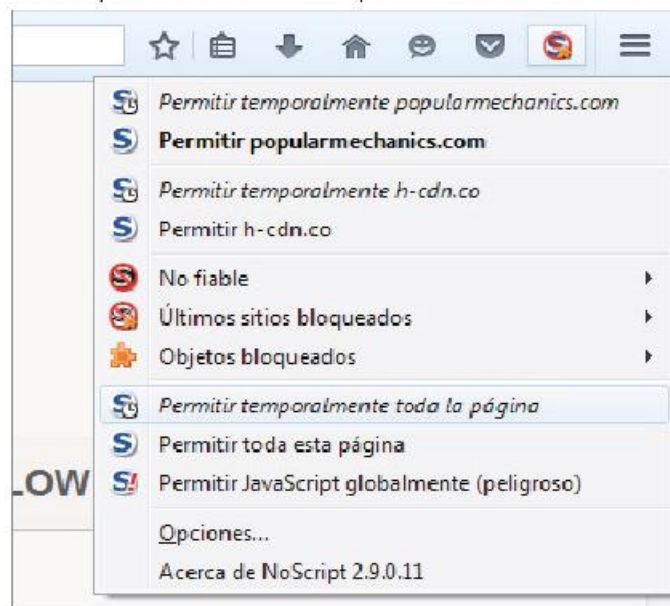 Permitir temporalmente popularmechanics.com
Permitir popularmechanics.com
Permitir temporalmente h-cdn.co
Permitir h-cdn.co
No fiable
Últimos sitios bloqueados
Objetos bloqueados
Permitir temporalmente toda la página
Permitir toda esta página
LOW
Permitir JavaScript globalmente (peligroso)
Opciones...
Acerca de NoScript 2.9.0.11